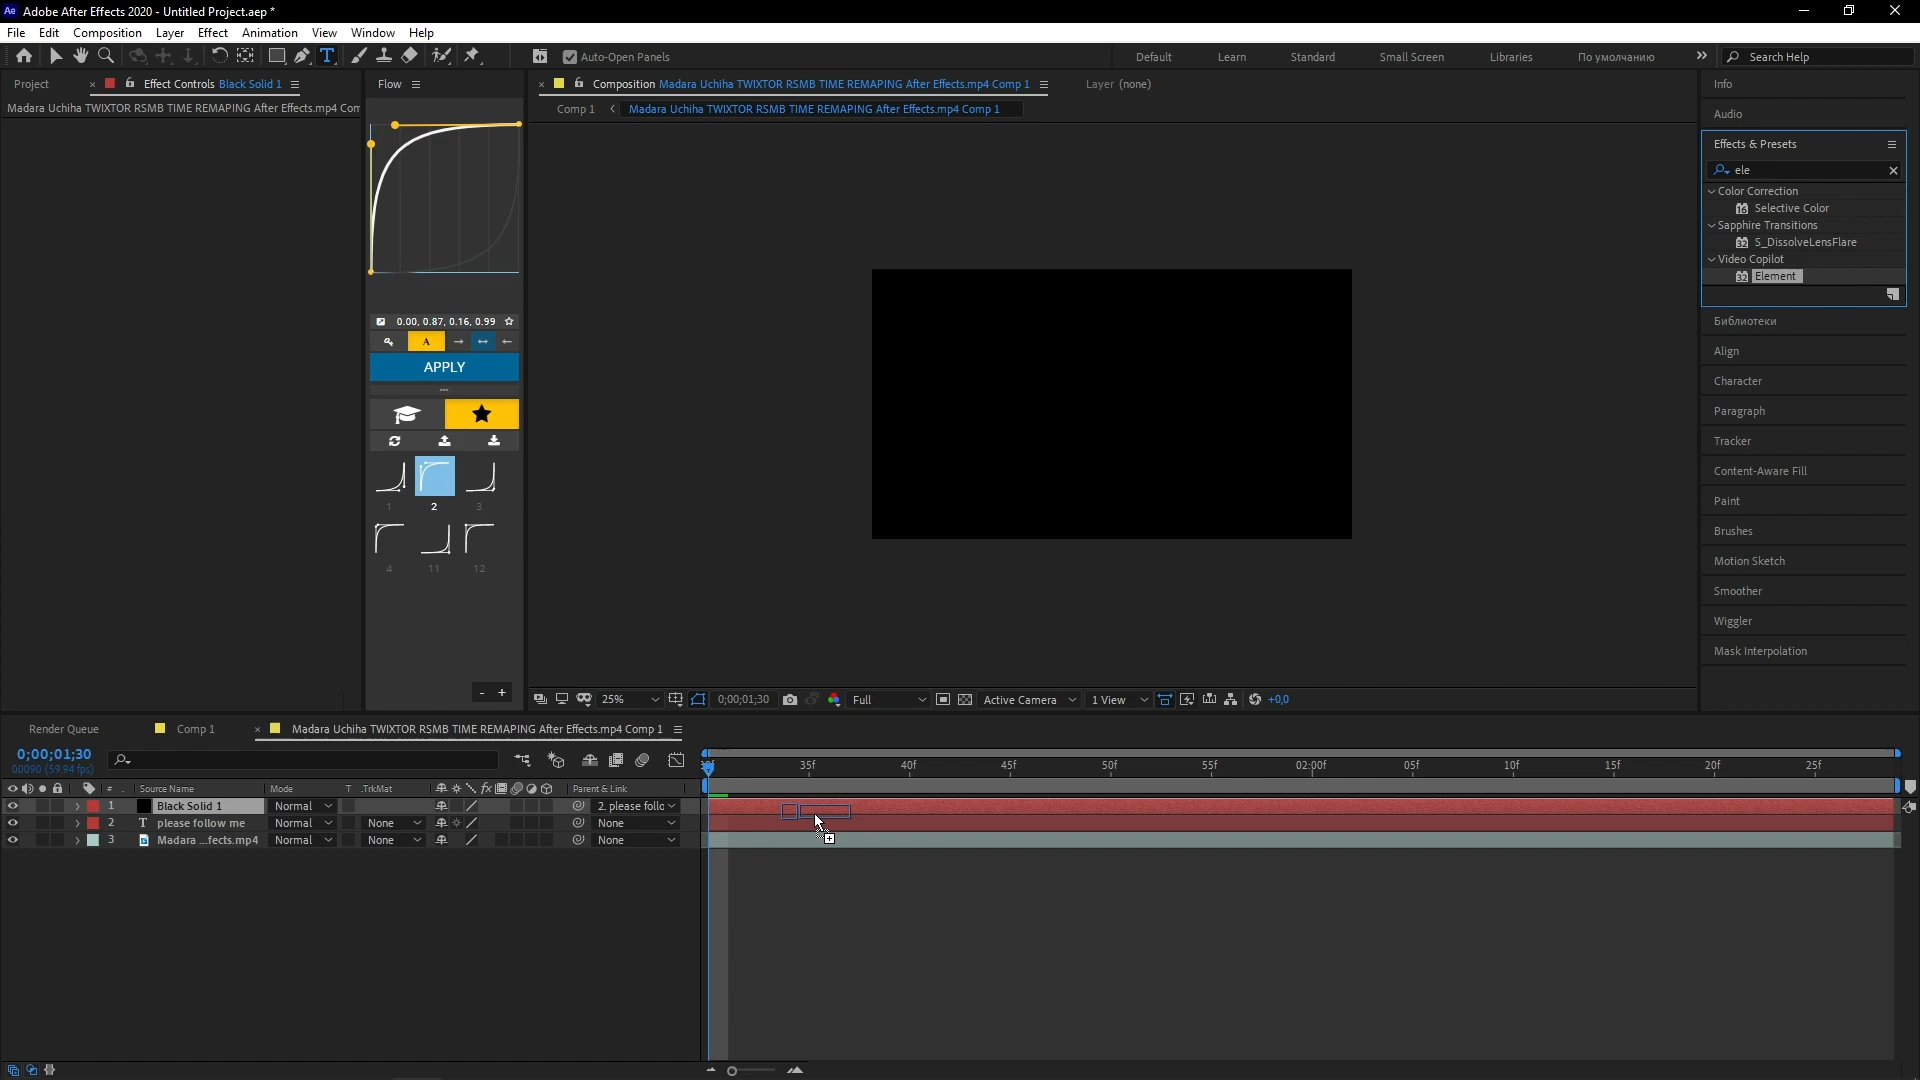 Ae Adobe After Effects 2020 - Untitled Project.aep *
File Edit Composition Layer Effect Animation View Window Help
T Auto-Open Panels Default Learn Standard Small Screen Libraries По умолчанию >> Search Help
Project × Effect Controls Black Solid 1
Flow
× Composition Madara Uchiha TWIXTOR RSMB TIME REMAPING After Effects.mp4 Comp 1 Layer (none)
Madara Uchiha TWIXTOR RSMB TIME REMAPING After Effects.mp4 Con
Comp 1 < Madara Uchiha TWIXTOR RSMB TIME REMAPING After Effects.mp4 Comp 1
0.00, 0.87, 0.16, 0.99
A
APPLY
1 2 3
4 11 12
- +
Info
Audio
Effects & Presets
ele
Color Correction
16 Selective Color
Sapphire Transitions
32 S_DissolveLensFlare
Video Copilot
32 Element
Библиотеки
Align
Character
Paragraph
Tracker
Content-Aware Fill
Paint
Brushes
Motion Sketch
Smoother
Wiggler
Mask Interpolation
25% 0;00;01;30 Full Active Camera 1 View +0,0
Render Queue Comp 1 × Madara Uchiha TWIXTOR RSMB TIME REMAPING After Effects.mp4 Comp 1
0;00;01;30
00090 (59.94 fps)
35f 40f 45f 50f 55f 02:00f 05f 10f 15f 20f 25f
# Source Name Mode T .TrkMat fx Parent & Link
1 Black Solid 1 Normal 2. please follc
2 T please follow me Normal None None
3 Madara ...fects.mp4 Normal None None